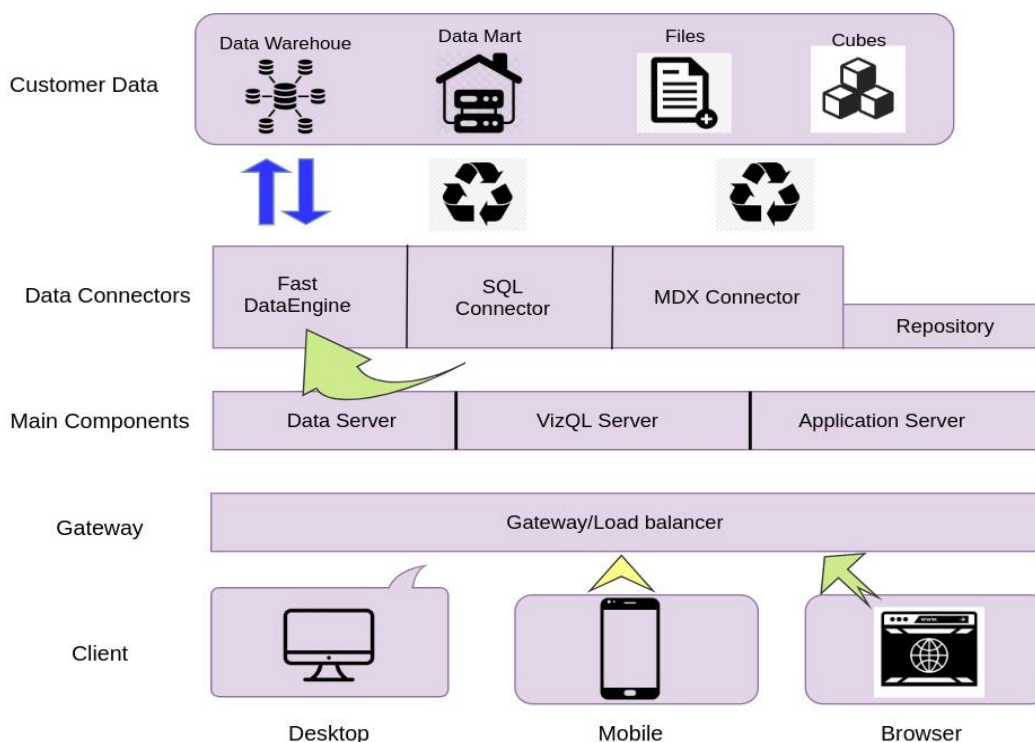 Customer Data
Data Warehoue
Data Mart
Files
Cubes
Data Connectors
Fast
DataEngine
SQL
Connector
MDX Connector
Repository
Main Components
Data Server
VizQL Server
Application Server
Gateway
Gateway/Load balancer
Client
www.
Desktop
Mobile
Browser